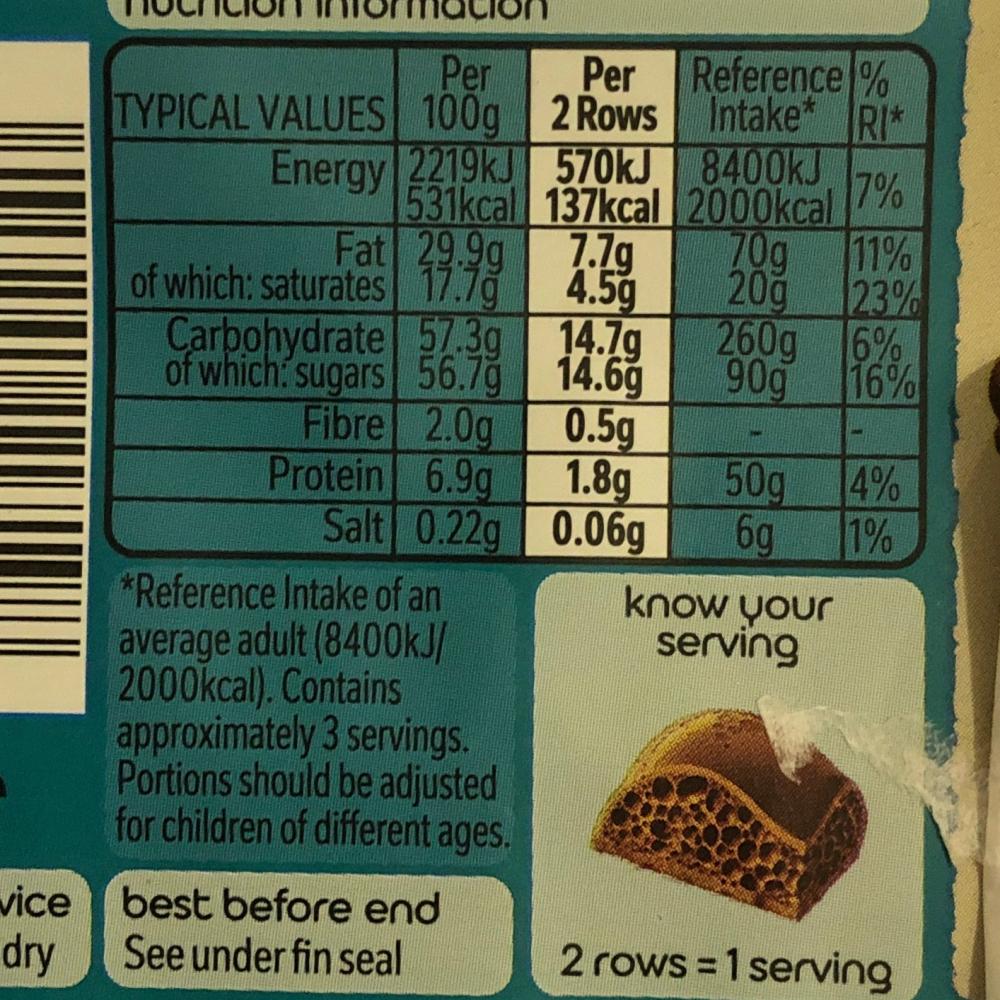 Nutrition information
TYPICAL VALUES Per 100g Per 2 Rows Reference Intake* % RI*
Energy 2219kJ 570kJ 8400kJ 7%
531kcal 137kcal 2000kcal
Fat 29.9g 7.7g 70g 11%
of which: saturates 17.7g 4.5g 20g 23%
Carbohydrate 57.3g 14.7g 260g 6%
of which: sugars 56.7g 14.6g 90g 16%
Fibre 2.0g 0.5g - -
Protein 6.9g 1.8g 50g 4%
Salt 0.22g 0.06g 6g 1%
*Reference Intake of an
average adult (8400kJ/
2000kcal). Contains
approximately 3 servings.
Portions should be adjusted
for children of different ages.
know your
serving
2 rows = 1 serving
vice
dry
best before end
See under fin seal